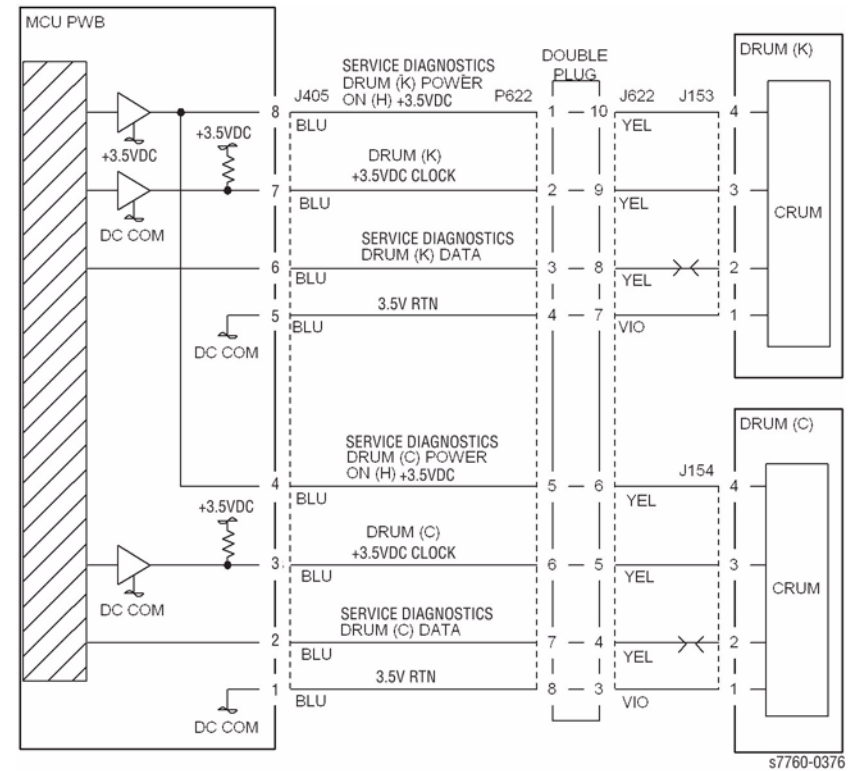 MCU PWB
DRUM (K)
DOUBLE
PLUG
SERVICE DIAGNOSTICS
DRUM (K) POWER
ON (H) +3.5VDC
J405
P622
J622
J153
8
1
10
4
BLU
YEL
+3.5VDC
+3.5VDC
DRUM (K)
+3.5VDC CLOCK
7
2
9
3
BLU
YEL
CRUM
DC COM
SERVICE DIAGNOSTICS
DRUM (K) DATA
6
3
8
2
BLU
YEL
3.5V RTN
5
4
7
1
BLU
VIO
DC COM
DRUM (C)
SERVICE DIAGNOSTICS
DRUM (C) POWER
ON (H) +3.5VDC
J154
4
5
6
4
BLU
YEL
+3.5VDC
DRUM (C)
+3.5VDC CLOCK
3
6
5
3
BLU
YEL
CRUM
DC COM
SERVICE DIAGNOSTICS
DRUM (C) DATA
2
7
4
2
BLU
YEL
3.5V RTN
1
8
3
1
BLU
VIO
DC COM
s7760-0376